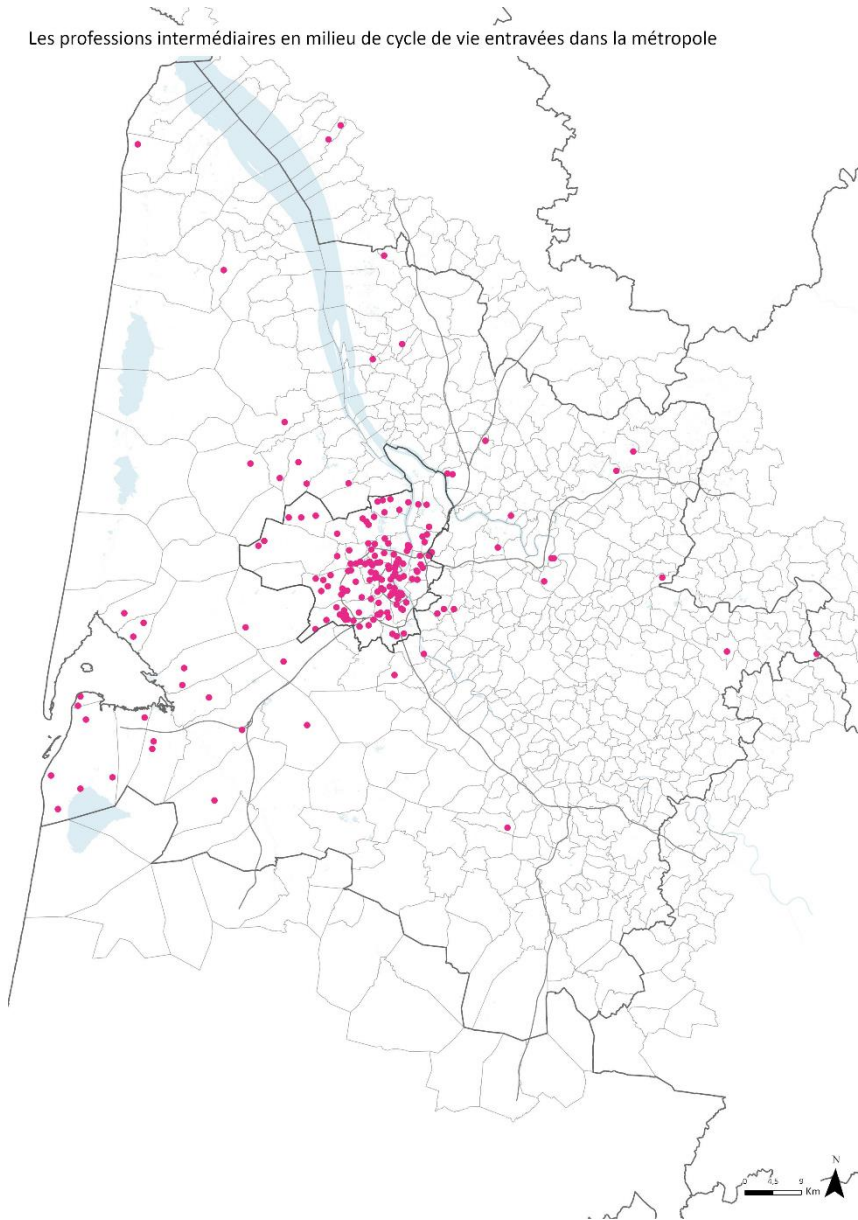 Les professions intermédiaires en milieu de cycle de vie entravées dans la métropole
N
0 4,5 9
Km